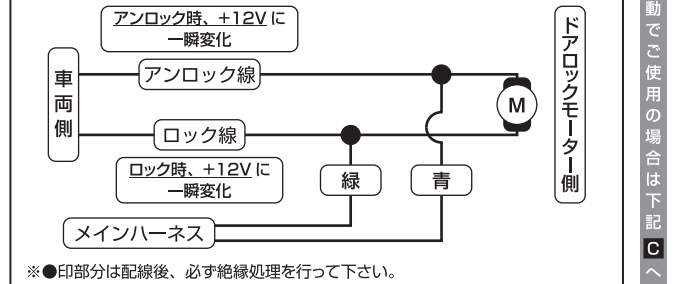 アンロック時、+12Vに
一瞬変化
車両側
アンロック線
ドアロックモーター側
M
ロック線
ロック時、+12Vに
一瞬変化
緑
青
メインハーネス
※●印部分は配線後、必ず絶縁処理を行って下さい。
動でご使用の場合は下記Cへ